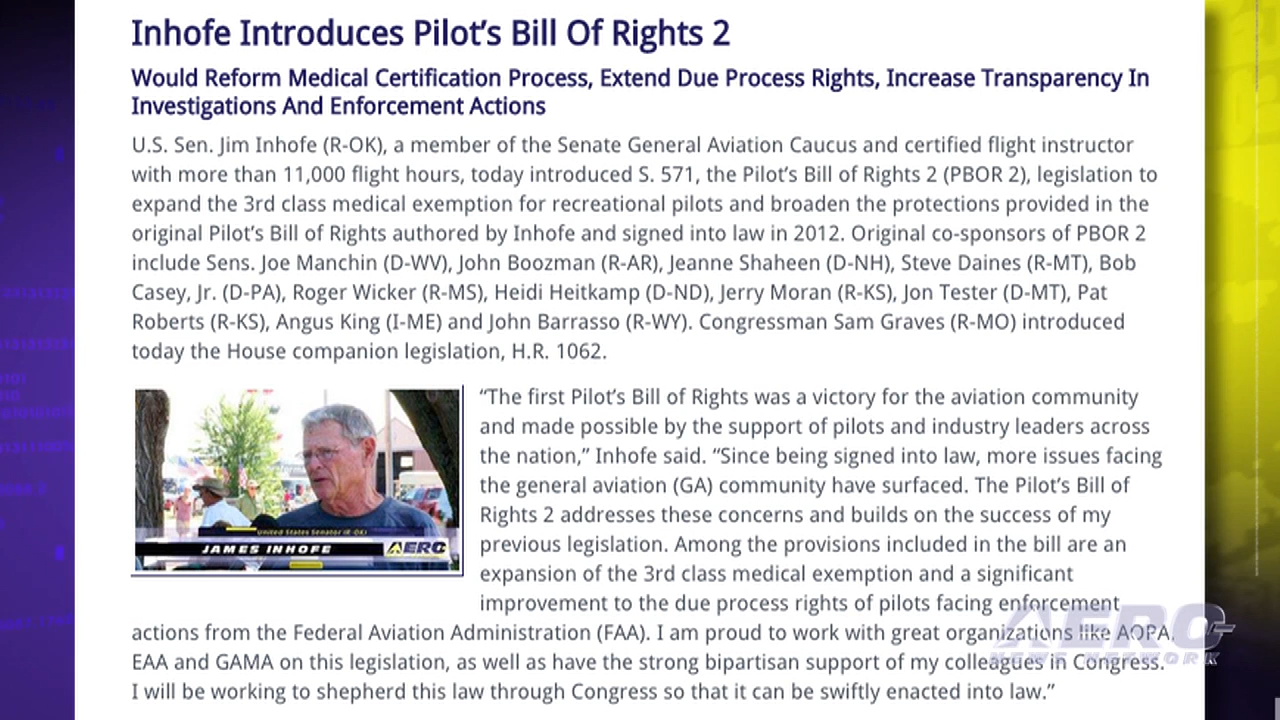 Inhofe Introduces Pilot’s Bill Of Rights 2
Would Reform Medical Certification Process, Extend Due Process Rights, Increase Transparency In
Investigations And Enforcement Actions
U.S. Sen. Jim Inhofe (R-OK), a member of the Senate General Aviation Caucus and certified flight instructor
with more than 11,000 flight hours, today introduced S. 571, the Pilot’s Bill of Rights 2 (PBOR 2), legislation to
expand the 3rd class medical exemption for recreational pilots and broaden the protections provided in the
original Pilot’s Bill of Rights authored by Inhofe and signed into law in 2012. Original co-sponsors of PBOR 2
include Sens. Joe Manchin (D-WV), John Boozman (R-AR), Jeanne Shaheen (D-NH), Steve Daines (R-MT), Bob
Casey, Jr. (D-PA), Roger Wicker (R-MS), Heidi Heitkamp (D-ND), Jerry Moran (R-KS), Jon Tester (D-MT), Pat
Roberts (R-KS), Angus King (I-ME) and John Barrasso (R-WY). Congressman Sam Graves (R-MO) introduced
today the House companion legislation, H.R. 1062.
“The first Pilot’s Bill of Rights was a victory for the aviation community
and made possible by the support of pilots and industry leaders across
the nation,” Inhofe said. “Since being signed into law, more issues facing
the general aviation (GA) community have surfaced. The Pilot’s Bill of
Rights 2 addresses these concerns and builds on the success of my
previous legislation. Among the provisions included in the bill are an
expansion of the 3rd class medical exemption and a significant
improvement to the due process rights of pilots facing enforcement
actions from the Federal Aviation Administration (FAA). I am proud to work with great organizations like AOPA,
EAA and GAMA on this legislation, as well as have the strong bipartisan support of my colleagues in Congress.
I will be working to shepherd this law through Congress so that it can be swiftly enacted into law.”
United States Senator (R-OK)
JAMES INHOFE
AERO
AERO
NEWS NETWORK